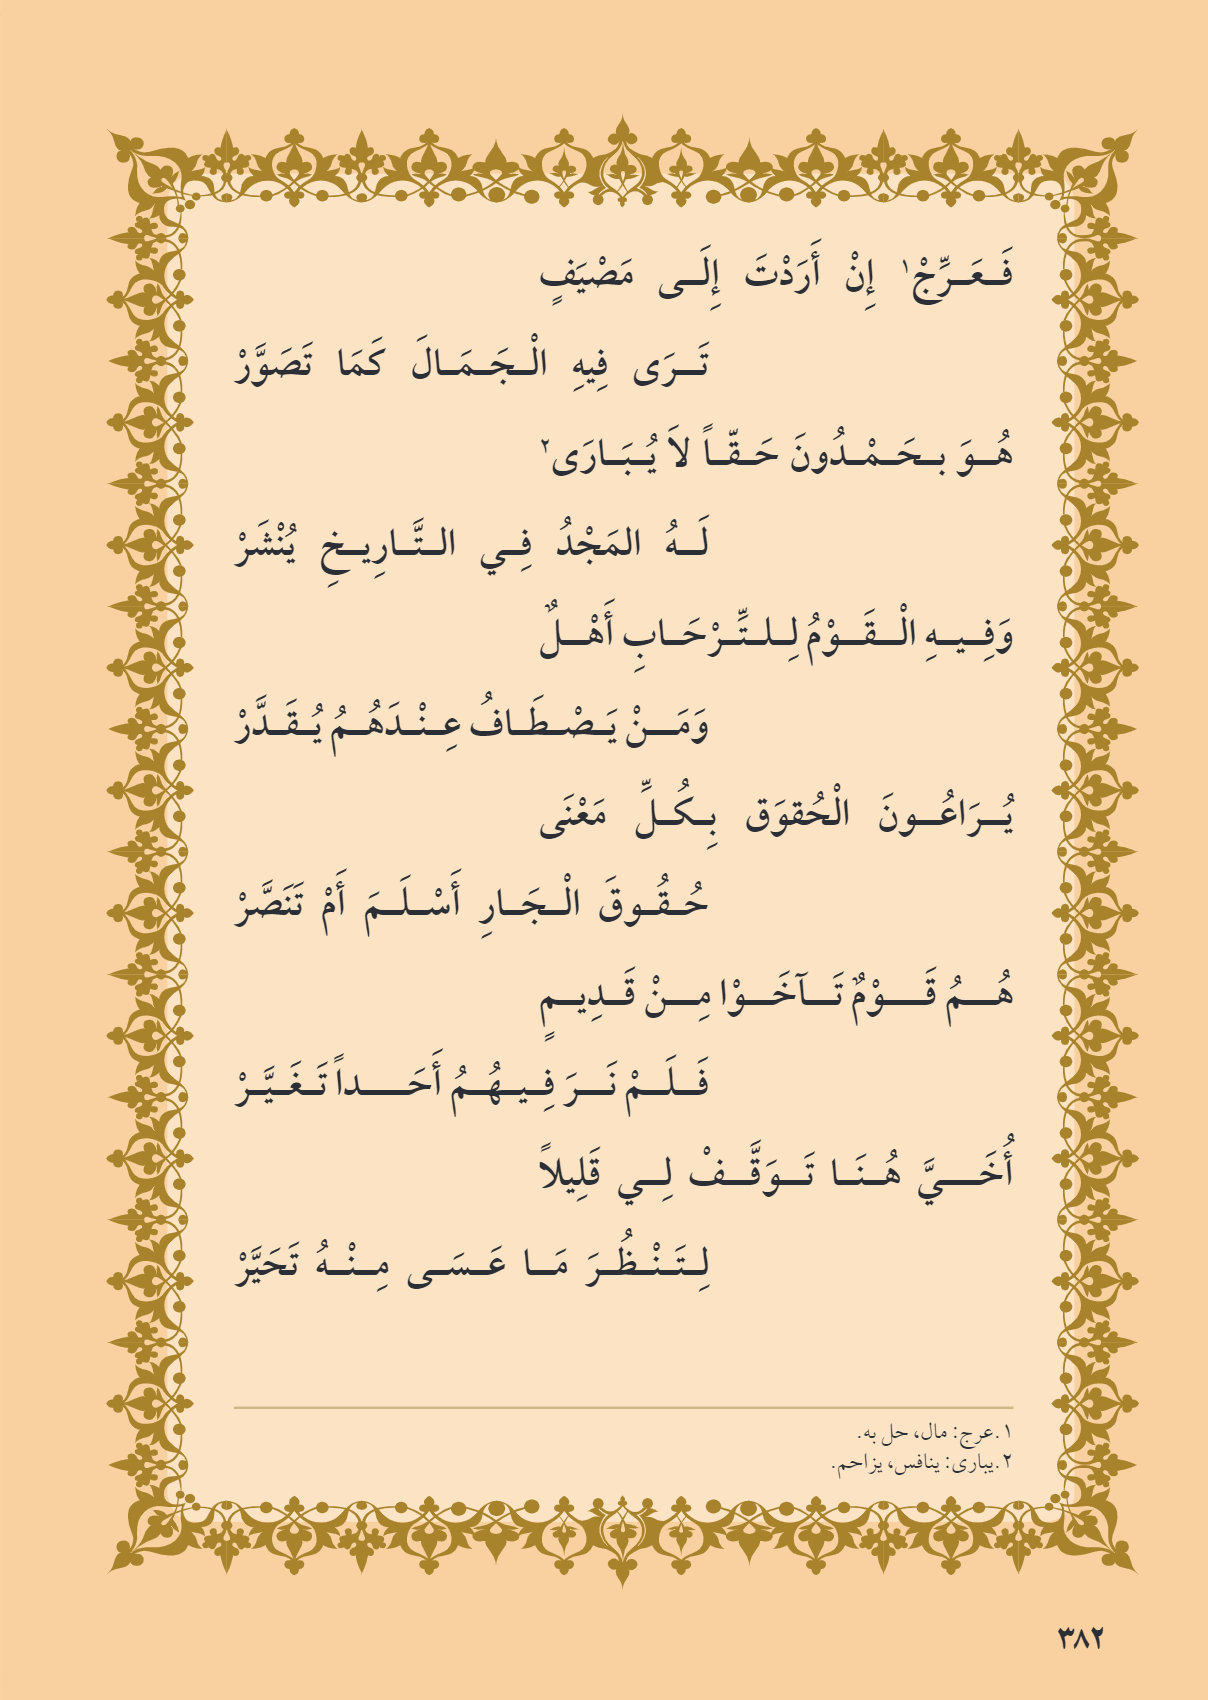 فَعَرِّجْ١ إِنْ أَرَدْتَ إِلَى مَصْيَفٍ
تَرَى فِيهِ الْجَمَالَ كَمَا تَصَوَّرْ
هُوَ بِحَمْدُونَ حَقّاً لاَ يُبَارَى٢
لَهُ المَجْدُ فِي التَّارِيخِ يُنْشَرْ
وَفِيهِ الْقَوْمُ لِلتِّرْحَابِ أَهْلٌ
وَمَنْ يَصْطَافُ عِنْدَهُمُ يُقَدَّرْ
يُرَاعُونَ الْحُقوَق بِكُلِّ مَعْنَى
حُقُوقَ الْجَارِ أَسْلَمَ أَمْ تَنَصَّرْ
هُمُ قَوْمٌ تَآخَوْا مِنْ قَدِيمٍ
فَلَمْ نَرَ فِيهُمُ أَحَداً تَغَيَّرْ
أُخَيَّ هُنَا تَوَقَّفْ لِي قَلِيلاً
لِتَنْظُرَ مَا عَسَى مِنْهُ تَحَيَّرْ
١.عرج: مال، حل به.
٢.يبارى: ينافس، يزاحم.
٣٨٢